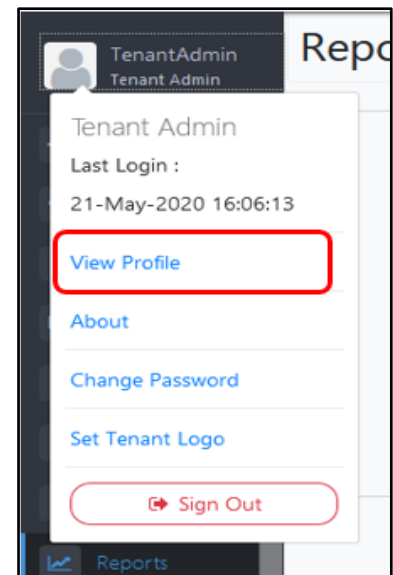 TenantAdmin
Tenant Admin
Repo
Tenant Admin
Last Login :
21-May-2020 16:06:13
View Profile
About
Change Password
Set Tenant Logo
Sign Out
Reports